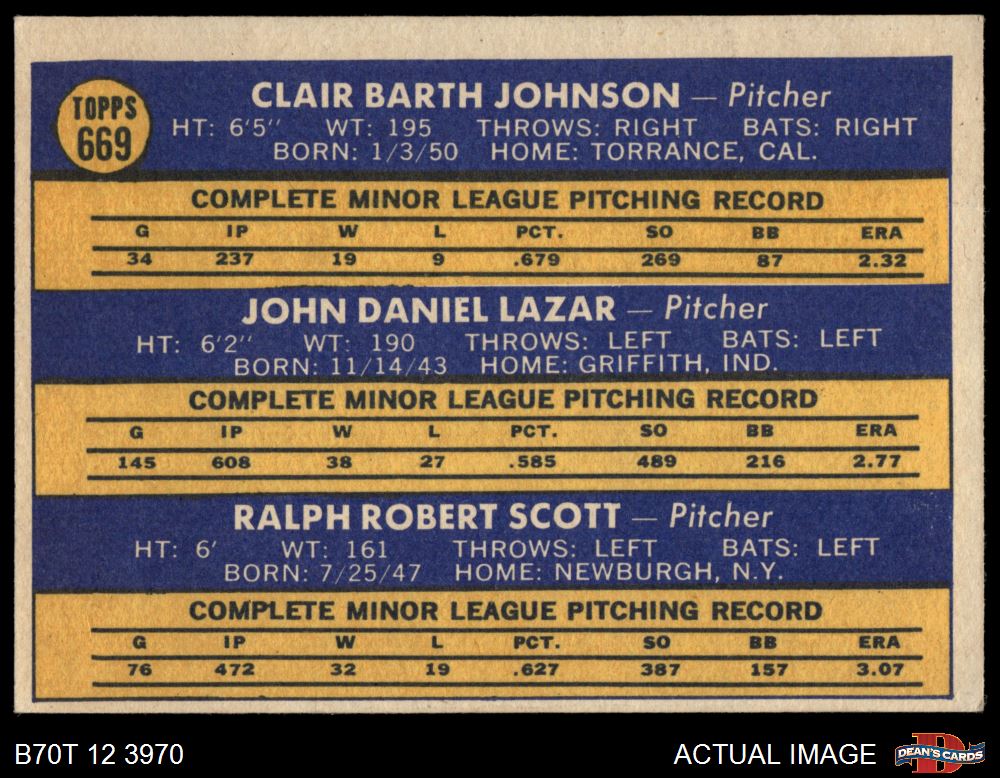 TOPPS
669
CLAIR BARTH JOHNSON — Pitcher
HT: 6'5" WT: 195 THROWS: RIGHT BATS: RIGHT
BORN: 1/3/50 HOME: TORRANCE, CAL.
COMPLETE MINOR LEAGUE PITCHING RECORD
G IP W L PCT. SO BB ERA
34 237 19 9 .679 269 87 2.32
JOHN DANIEL LAZAR — Pitcher
HT: 6'2" WT: 190 THROWS: LEFT BATS: LEFT
BORN: 11/14/43 HOME: GRIFFITH, IND.
COMPLETE MINOR LEAGUE PITCHING RECORD
G IP W L PCT. SO BB ERA
145 608 38 27 .585 489 216 2.77
RALPH ROBERT SCOTT — Pitcher
HT: 6' WT: 161 THROWS: LEFT BATS: LEFT
BORN: 7/25/47 HOME: NEWBURGH, N.Y.
COMPLETE MINOR LEAGUE PITCHING RECORD
G IP W L PCT. SO BB ERA
76 472 32 19 .627 387 157 3.07
B70T 12 3970 ACTUAL IMAGE DEAN'S CARDS